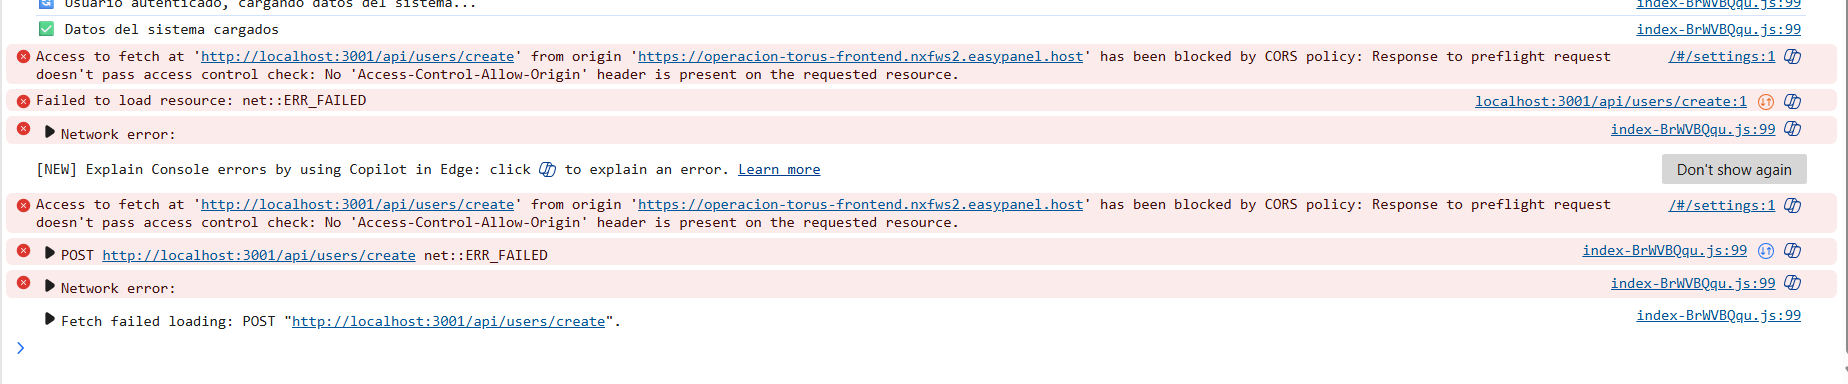 Usuario autenticado, cargando datos del sistema... index-BrWVBQqu.js:99
Datos del sistema cargados index-BrWVBQqu.js:99
Access to fetch at 'http://localhost:3001/api/users/create' from origin 'https://operacion-torus-frontend.nxfws2.easypanel.host' has been blocked by CORS policy: Response to preflight request /#/settings:1
doesn't pass access control check: No 'Access-Control-Allow-Origin' header is present on the requested resource.
Failed to load resource: net::ERR_FAILED localhost:3001/api/users/create:1
Network error: index-BrWVBQqu.js:99
[NEW] Explain Console errors by using Copilot in Edge: click to explain an error. Learn more Don't show again
Access to fetch at 'http://localhost:3001/api/users/create' from origin 'https://operacion-torus-frontend.nxfws2.easypanel.host' has been blocked by CORS policy: Response to preflight request /#/settings:1
doesn't pass access control check: No 'Access-Control-Allow-Origin' header is present on the requested resource.
POST http://localhost:3001/api/users/create net::ERR_FAILED index-BrWVBQqu.js:99
Network error: index-BrWVBQqu.js:99
Fetch failed loading: POST "http://localhost:3001/api/users/create". index-BrWVBQqu.js:99